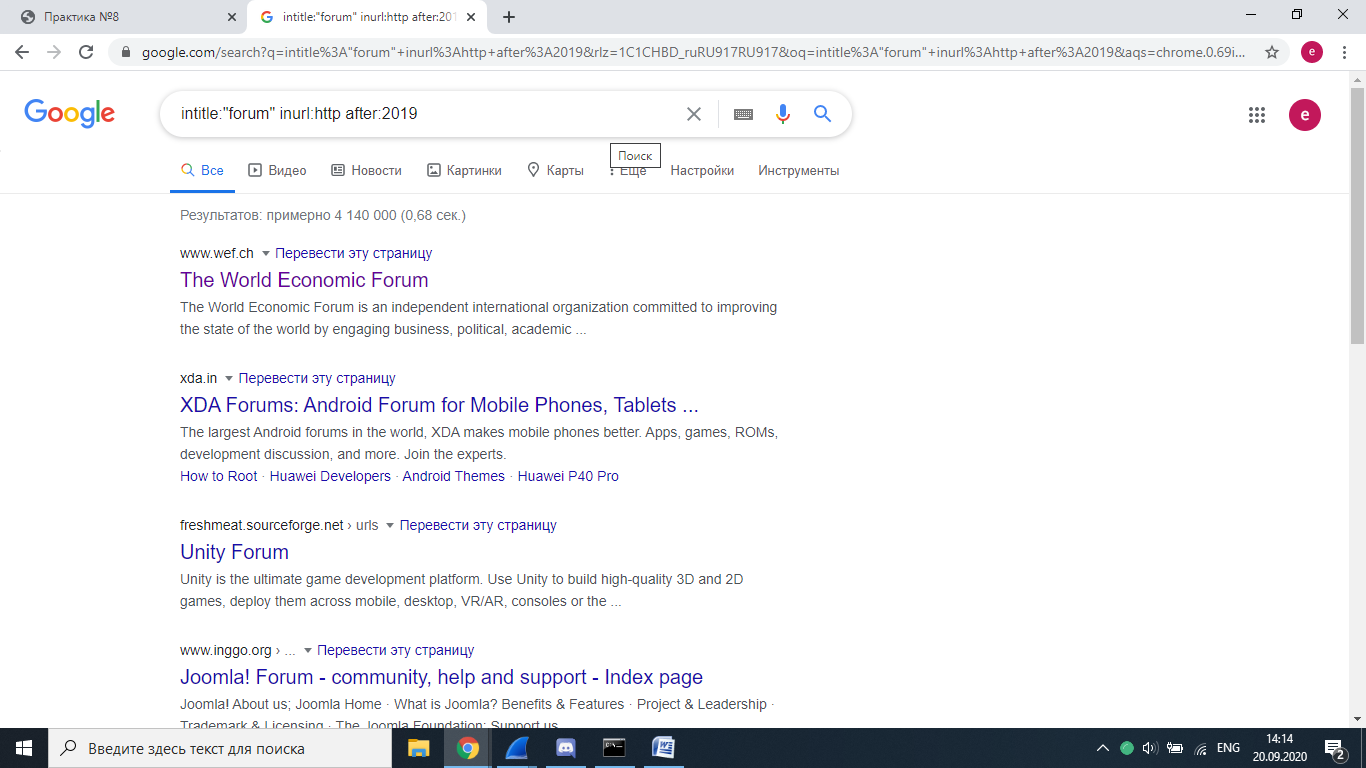 Практика №8
intitle:"forum" inurl:http after:201
google.com/search?q=intitle%3A"forum"+inurl%3Ahttp+after%3A2019&rlz=1C1CHBD_ruRU917RU917&oq=intitle%3A"forum"+inurl%3Ahttp+after%3A2019&aqs=chrome.0.69i...
e
Google
intitle:"forum" inurl:http after:2019
e
Поиск
Все
Видео
Новости
Картинки
Карты
Ещё
Настройки
Инструменты
Результатов: примерно 4 140 000 (0,68 сек.)
www.wef.ch Перевести эту страницу
The World Economic Forum
The World Economic Forum is an independent international organization committed to improving
the state of the world by engaging business, political, academic ...
xda.in Перевести эту страницу
XDA Forums: Android Forum for Mobile Phones, Tablets ...
The largest Android forums in the world, XDA makes mobile phones better. Apps, games, ROMs,
development discussion, and more. Join the experts.
How to Root · Huawei Developers · Android Themes · Huawei P40 Pro
freshmeat.sourceforge.net › urls Перевести эту страницу
Unity Forum
Unity is the ultimate game development platform. Use Unity to build high-quality 3D and 2D
games, deploy them across mobile, desktop, VR/AR, consoles or the ...
www.inggo.org › ... Перевести эту страницу
Joomla! Forum - community, help and support - Index page
Joomla! About us; Joomla Home · What is Joomla? Benefits & Features · Project & Leadership ·
Trademark & Licensing · The Joomla Foundation; Support us
Введите здесь текст для поиска
ENG
14:14
20.09.2020
2